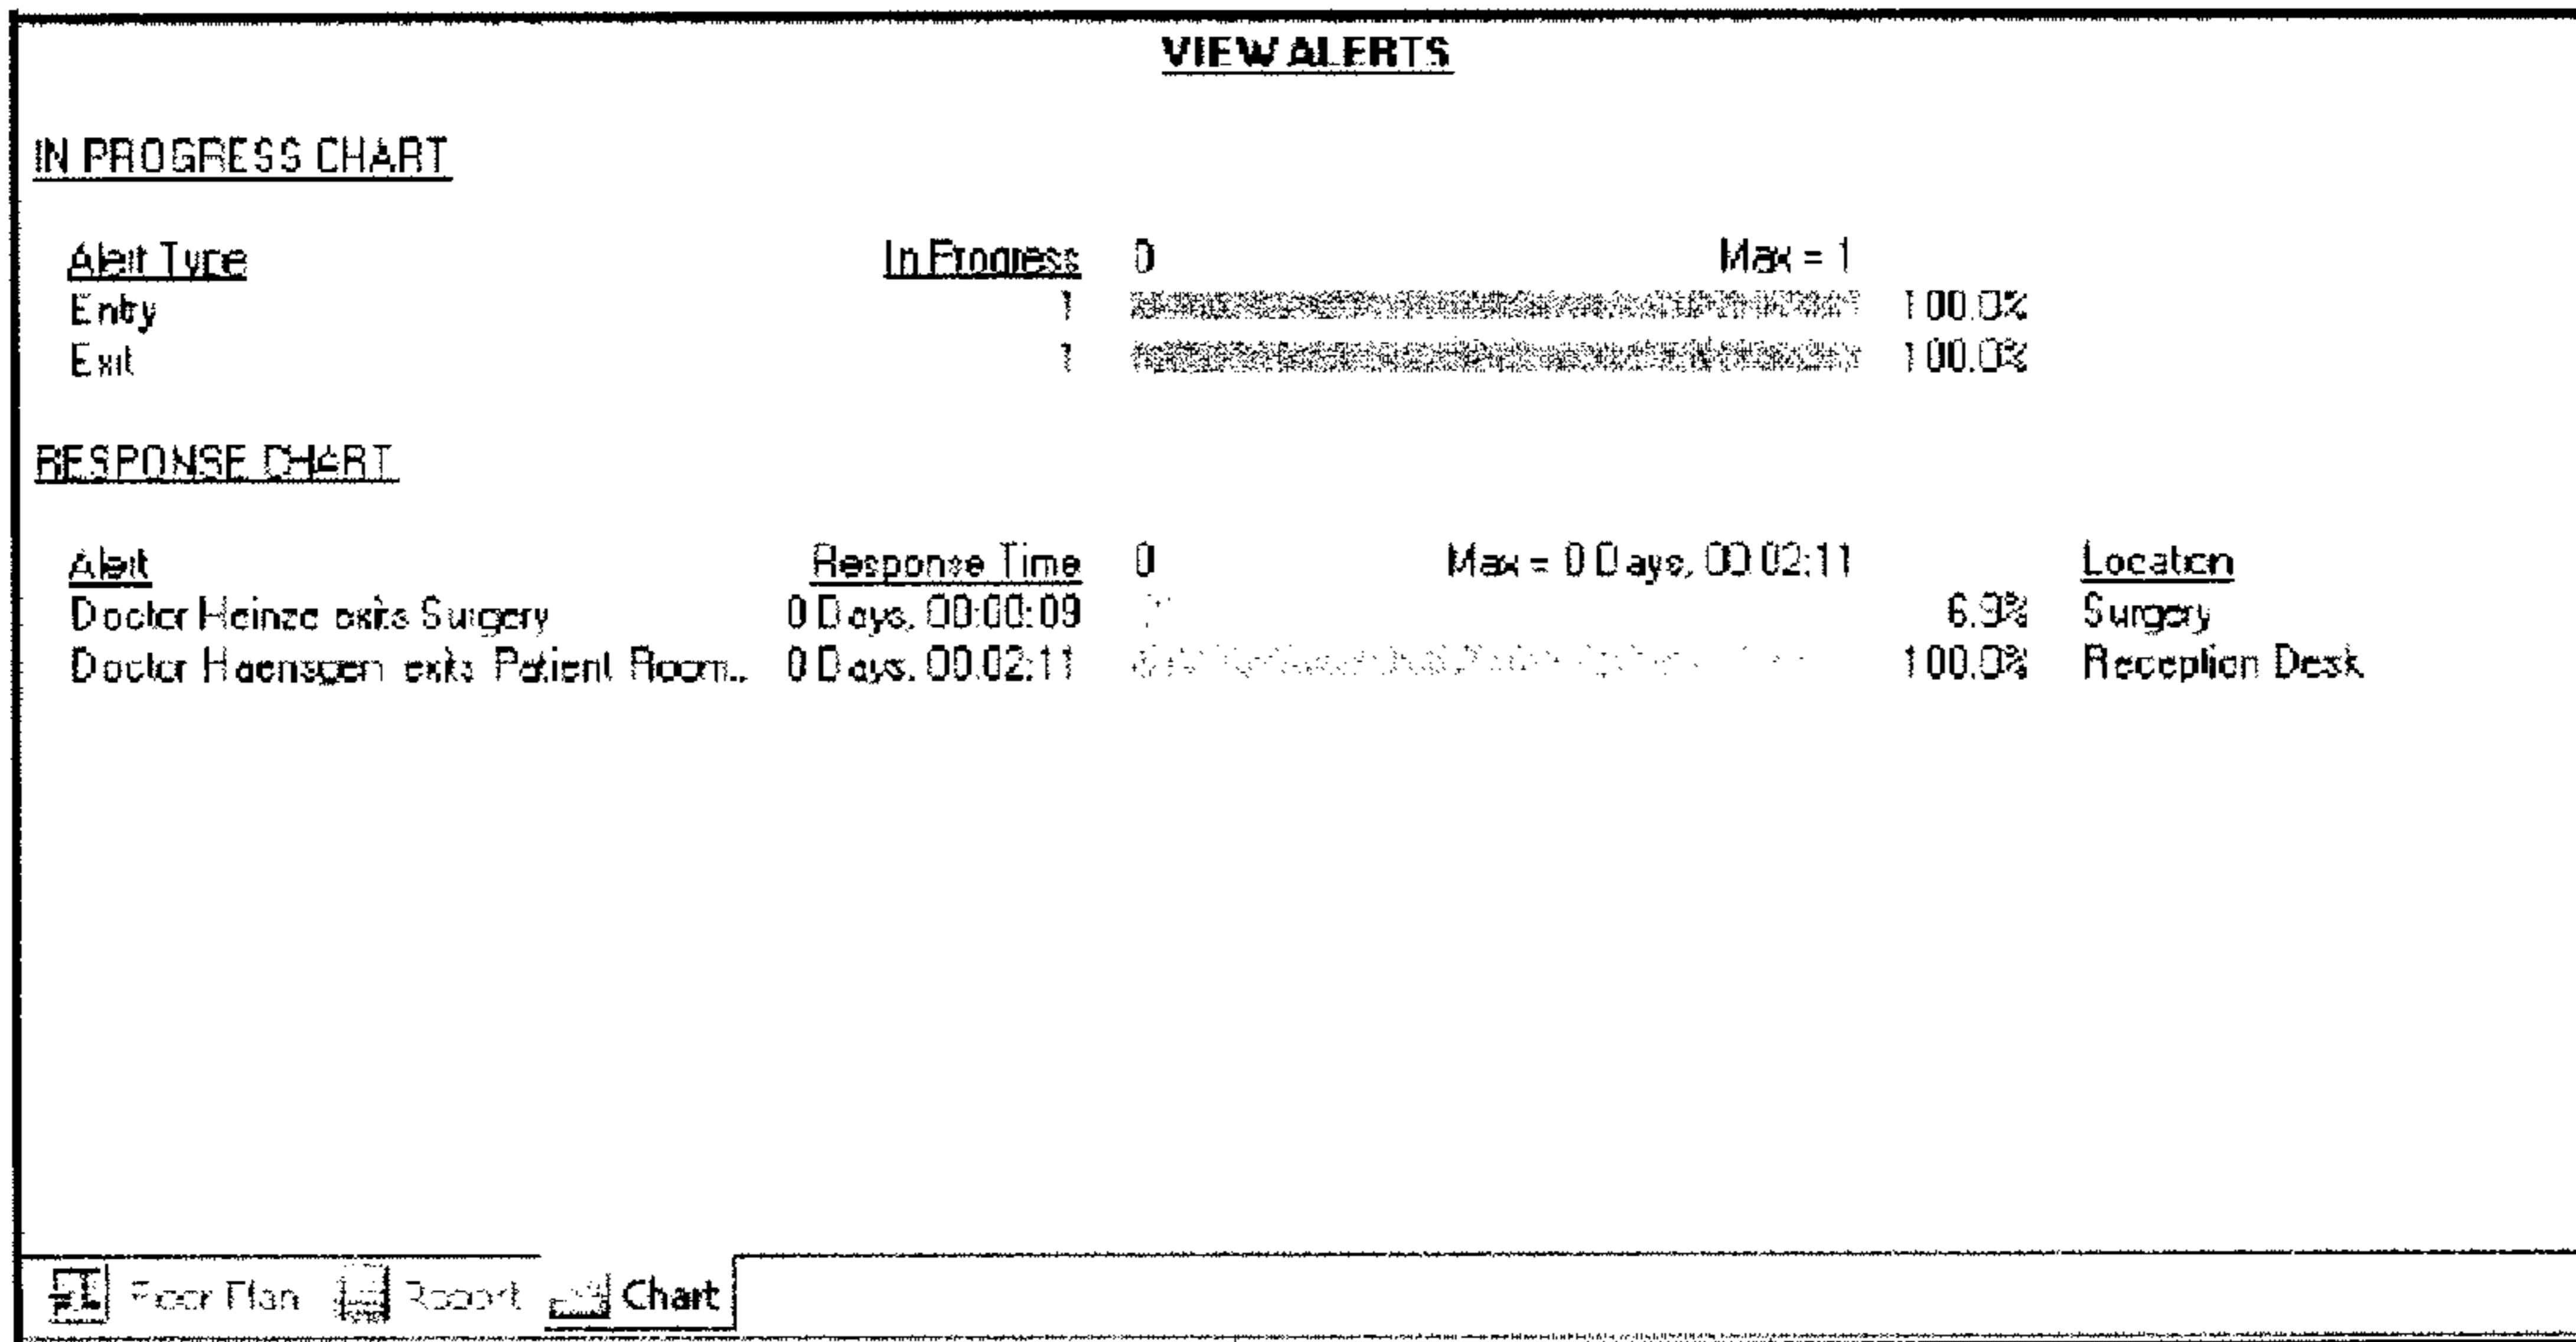 VIEW ALERTS
IN PROGRESS CHART
Alert Type In Progress 0 Max = 1
Entry 1 100.0%
Exit 1 100.0%
RESPONSE CHART
Alert Response Time 0 Max = 0 Days, 00:02:11 Location
Doctor Heinze exits Surgery 0 Days, 00:00:09 6.9% Surgery
Doctor Haensgen exits Patient Room.. 0 Days, 00:02:11 100.0% Reception Desk
Floor Plan Report Chart